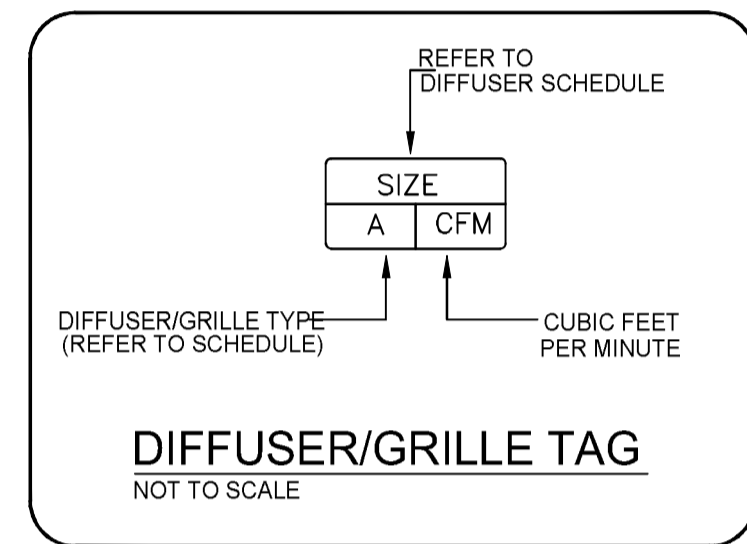 REFER TO
DIFFUSER SCHEDULE
SIZE
A CFM
DIFFUSER/GRILLE TYPE
(REFER TO SCHEDULE)
CUBIC FEET
PER MINUTE
DIFFUSER/GRILLE TAG
NOT TO SCALE